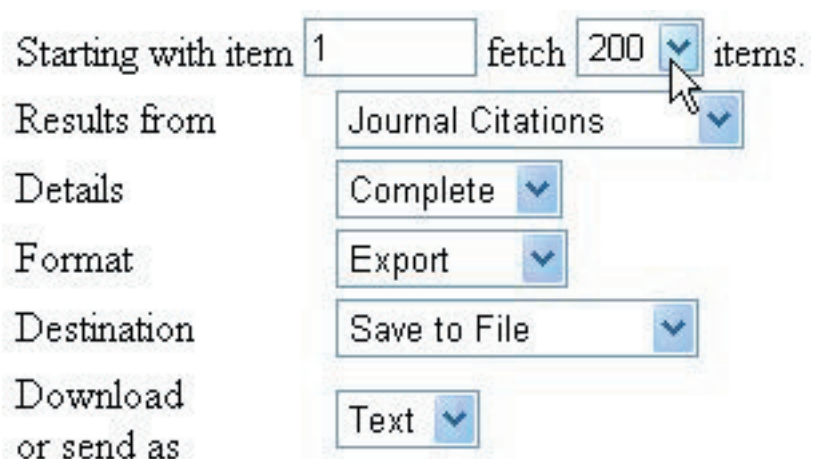 Starting with item 1 fetch 200 items.
Results from Journal Citations
Details Complete
Format Export
Destination Save to File
Download
or send as Text